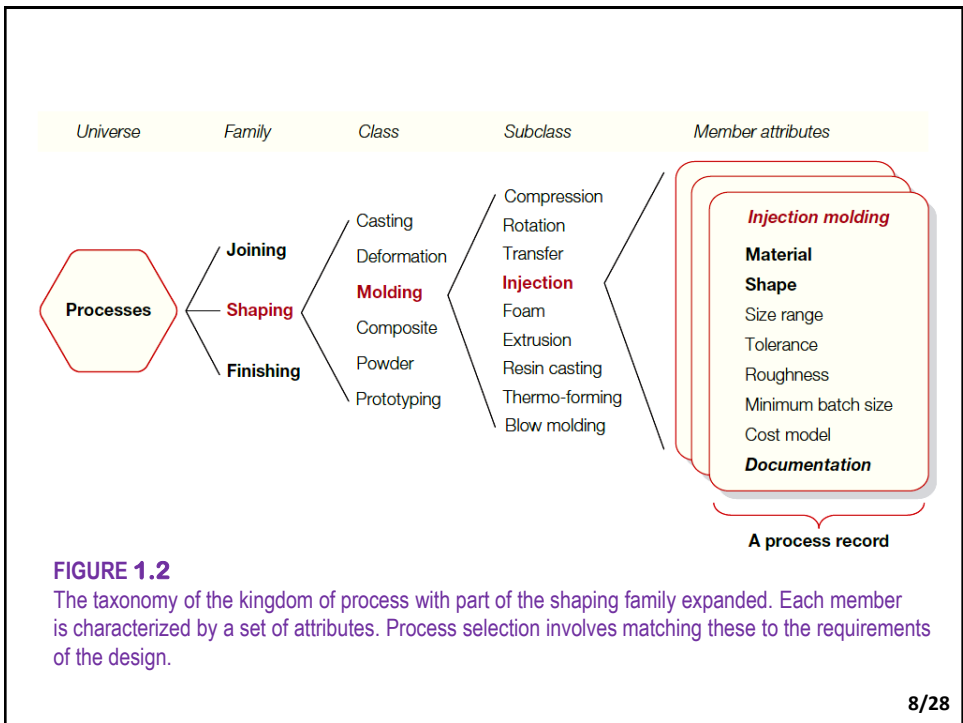 Universe Family Class Subclass Member attributes
Processes
Joining
Shaping
Finishing
Casting
Deformation
Molding
Composite
Powder
Prototyping
Compression
Rotation
Transfer
Injection
Foam
Extrusion
Resin casting
Thermo-forming
Blow molding
Injection molding
Material
Shape
Size range
Tolerance
Roughness
Minimum batch size
Cost model
Documentation
A process record
FIGURE 1.2
The taxonomy of the kingdom of process with part of the shaping family expanded. Each member
is characterized by a set of attributes. Process selection involves matching these to the requirements
of the design.
8/28